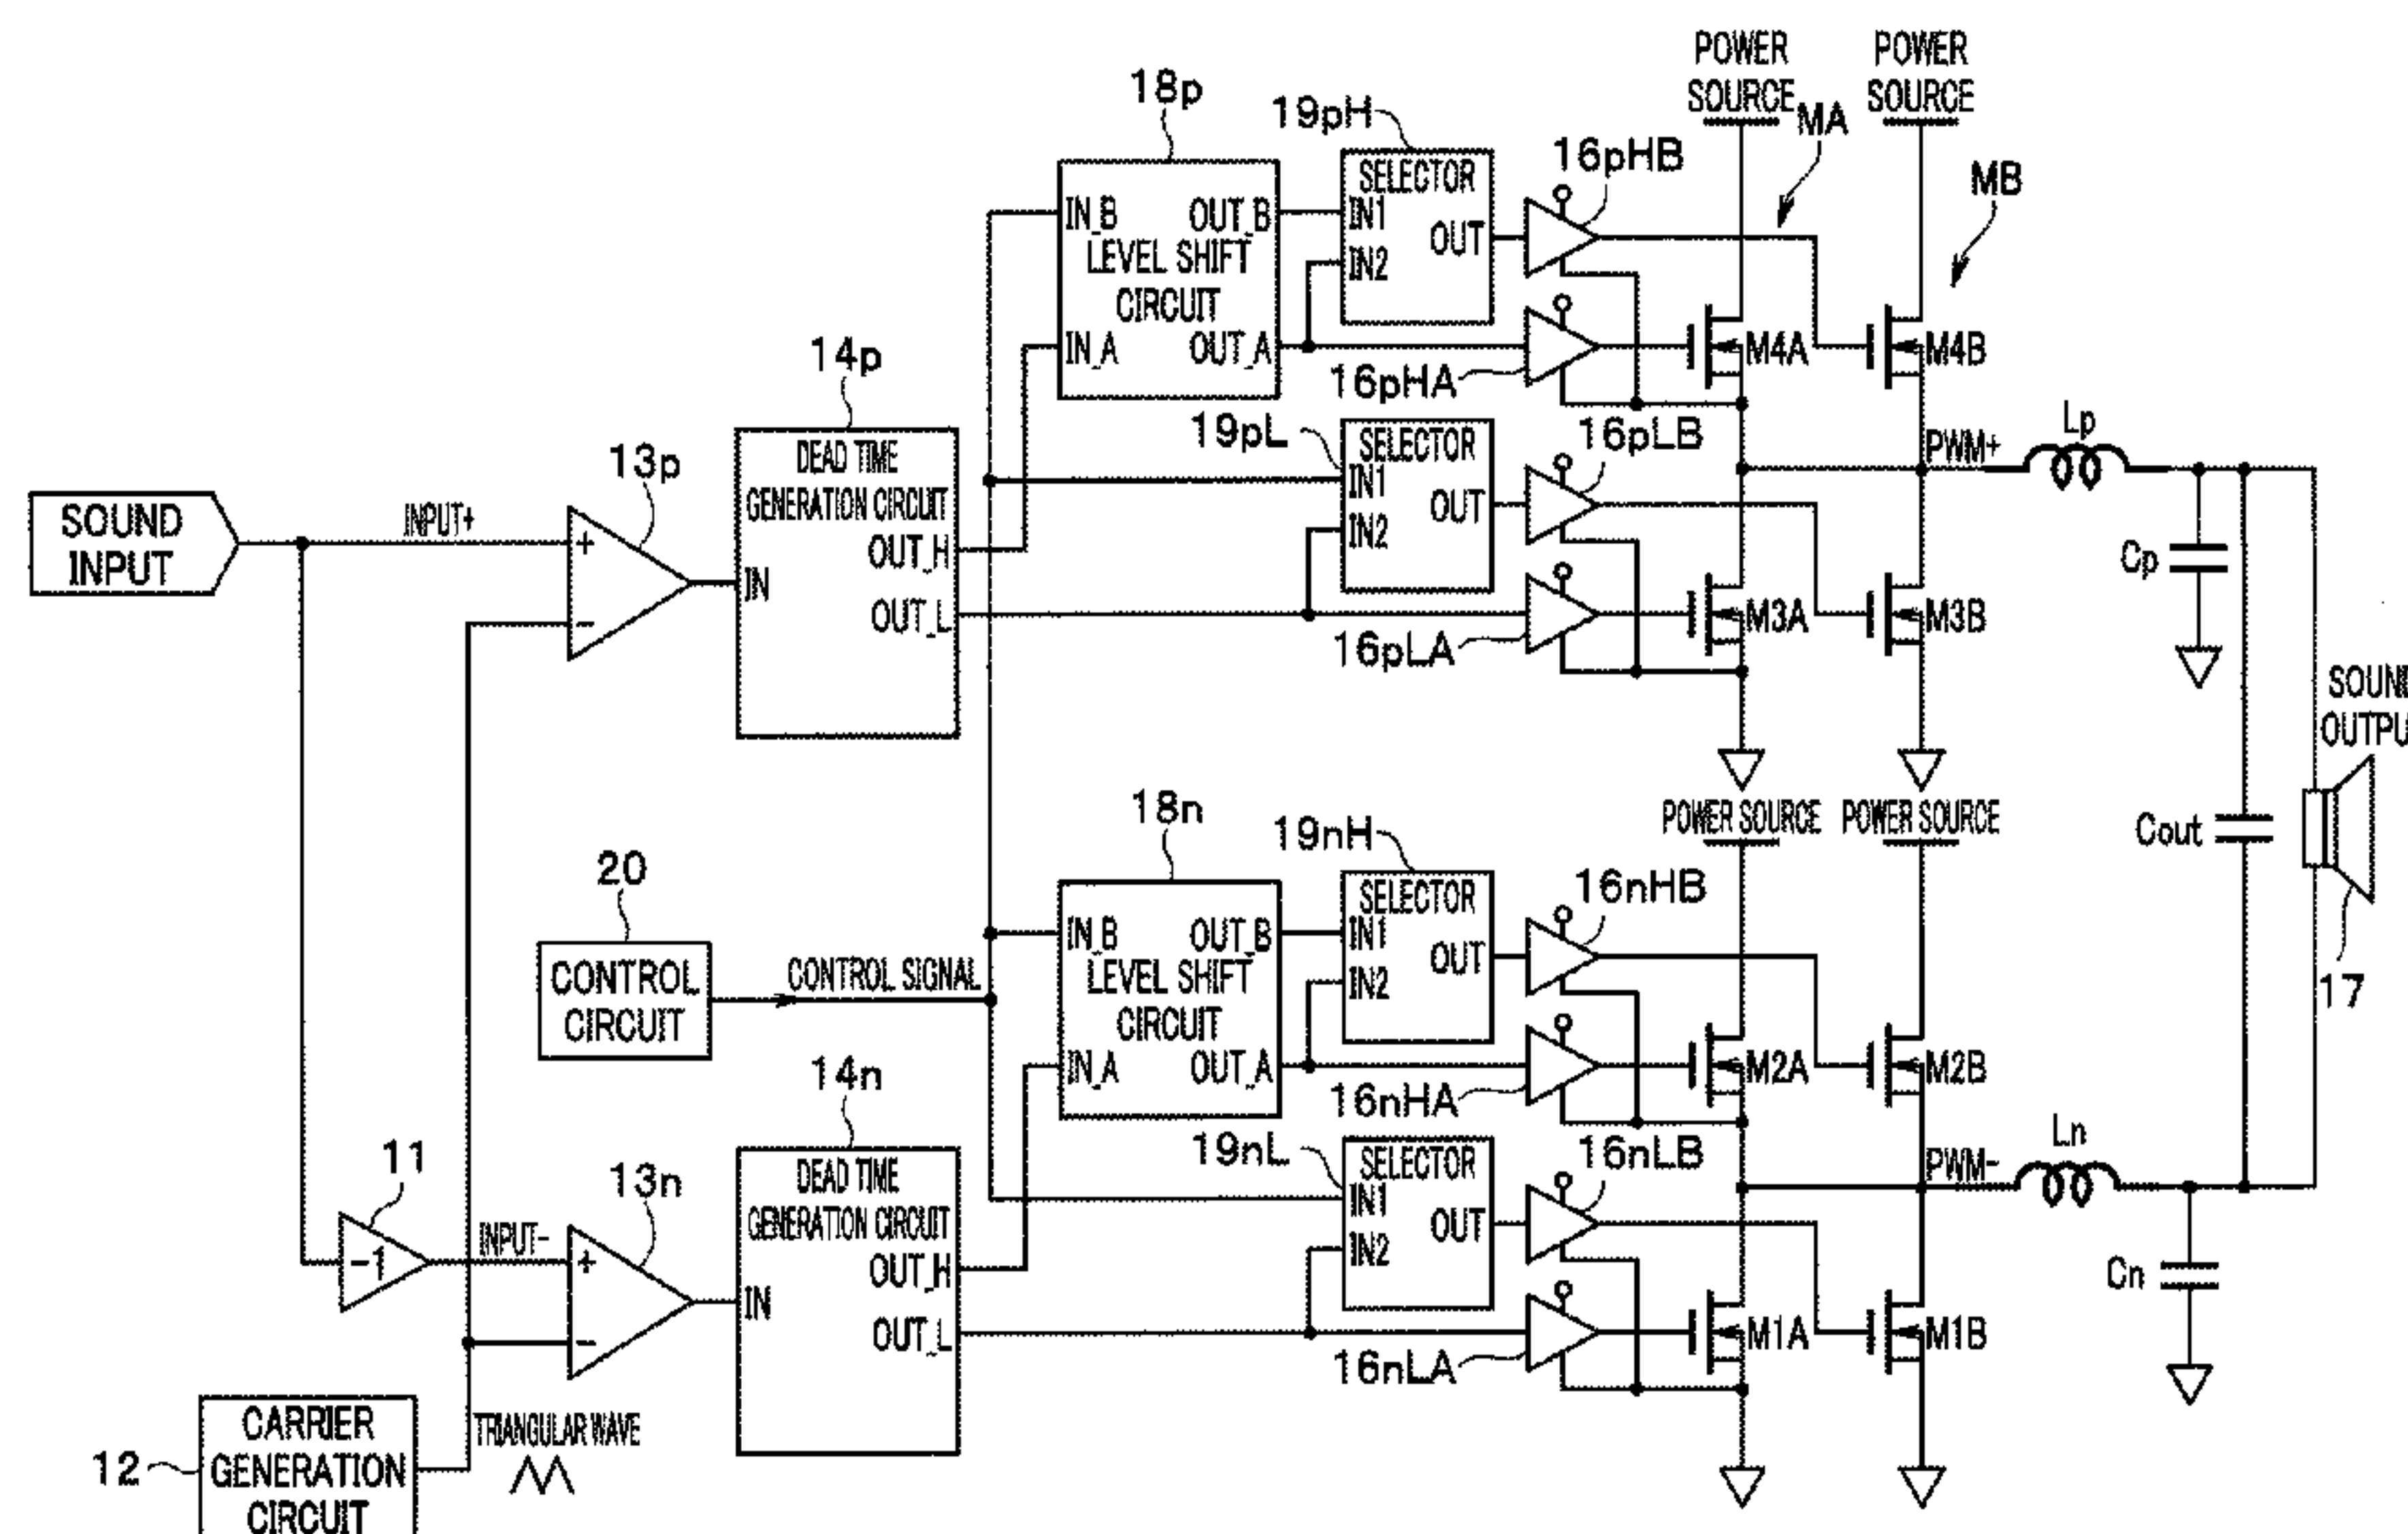 POWER
SOURCE
POWER
SOURCE
MA
MB
18p
19pH
16pHB
SELECTOR
IN1
IN2
OUT
IN_B
OUT_B
LEVEL SHIFT
CIRCUIT
IN_A
OUT_A
16pHA
M4A
M4B
14p
19pL
16pLB
SELECTOR
IN1
IN2
OUT
PWM+
Lp
13p
DEAD TIME
GENERATION CIRCUIT
OUT_H
IN
OUT_L
SOUND
INPUT
INPUT+
+
−
16pLA
M3A
M3B
Cp
SOUN
OUTPU
17
Cout
POWER SOURCE
POWER SOURCE
18n
19nH
16nHB
SELECTOR
IN1
IN2
OUT
20
CONTROL
CIRCUIT
CONTROL SIGNAL
IN_B
OUT_B
LEVEL SHIFT
CIRCUIT
IN_A
OUT_A
16nHA
M2A
M2B
14n
19nL
16nLB
SELECTOR
IN1
IN2
OUT
PWM−
Ln
11
−1
INPUT−
13n
+
−
DEAD TIME
GENERATION CIRCUIT
OUT_H
IN
OUT_L
16nLA
M1A
M1B
Cn
12
CARRIER
GENERATION
CIRCUIT
TRIANGULAR WAVE